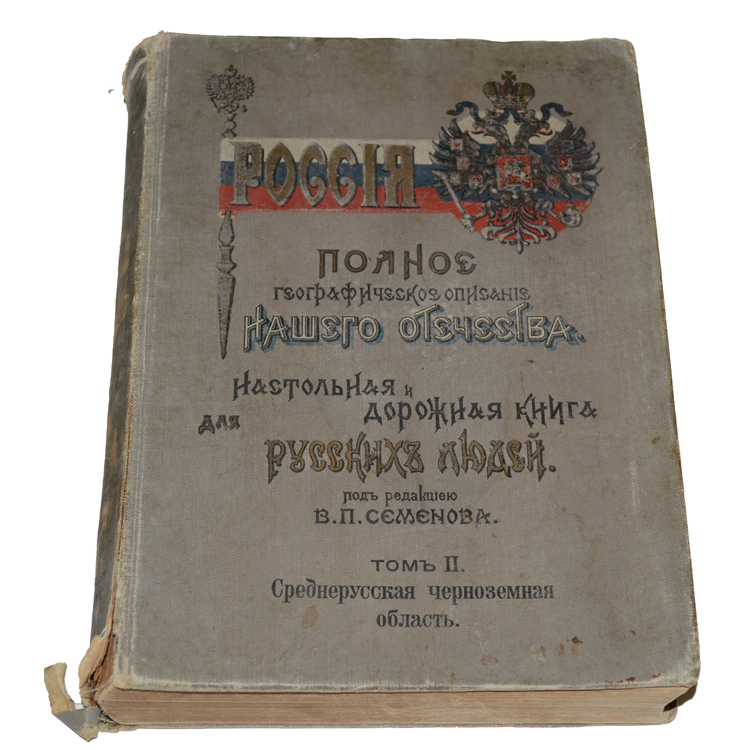 РОССІЯ
ПОЛНОЕ
ГЕОГРАФИЧЕСКОЕ ОПИСАНІЕ
НАШЕГО ОТЕЧЕСТВА.
НАСТОЛЬНАЯ И
ДОРОЖНАЯ КНИГА
ДЛЯ
РУССКИХЪ ЛЮДЕЙ.
ПОДЪ РЕДАКЦІЕЮ
В.П.СЕМЕНОВА.
ТОМЪ II.
Среднерусская черноземная
область.